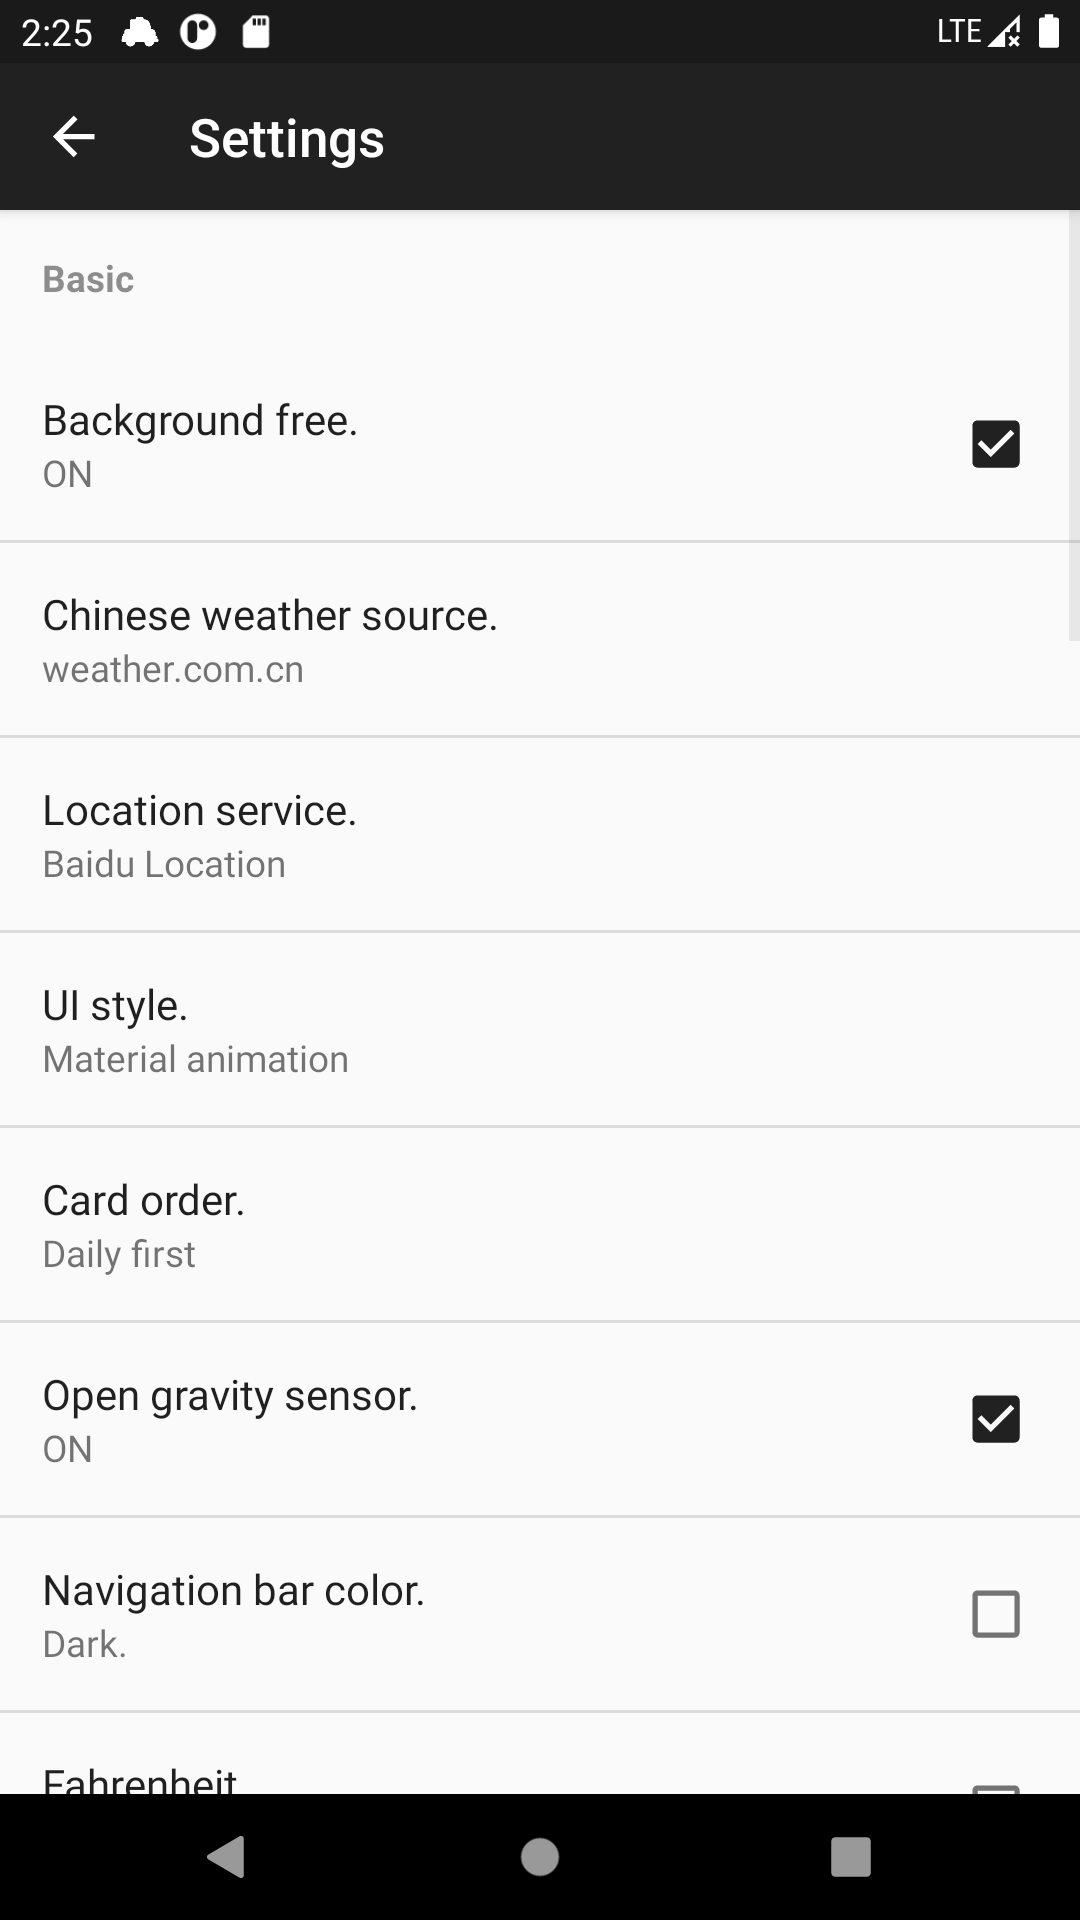 2:25
LTE
Settings
Basic
Background free.
ON
Chinese weather source.
weather.com.cn
Location service.
Baidu Location
UI style.
Material animation
Card order.
Daily first
Open gravity sensor.
ON
Navigation bar color.
Dark.
Fahrenheit